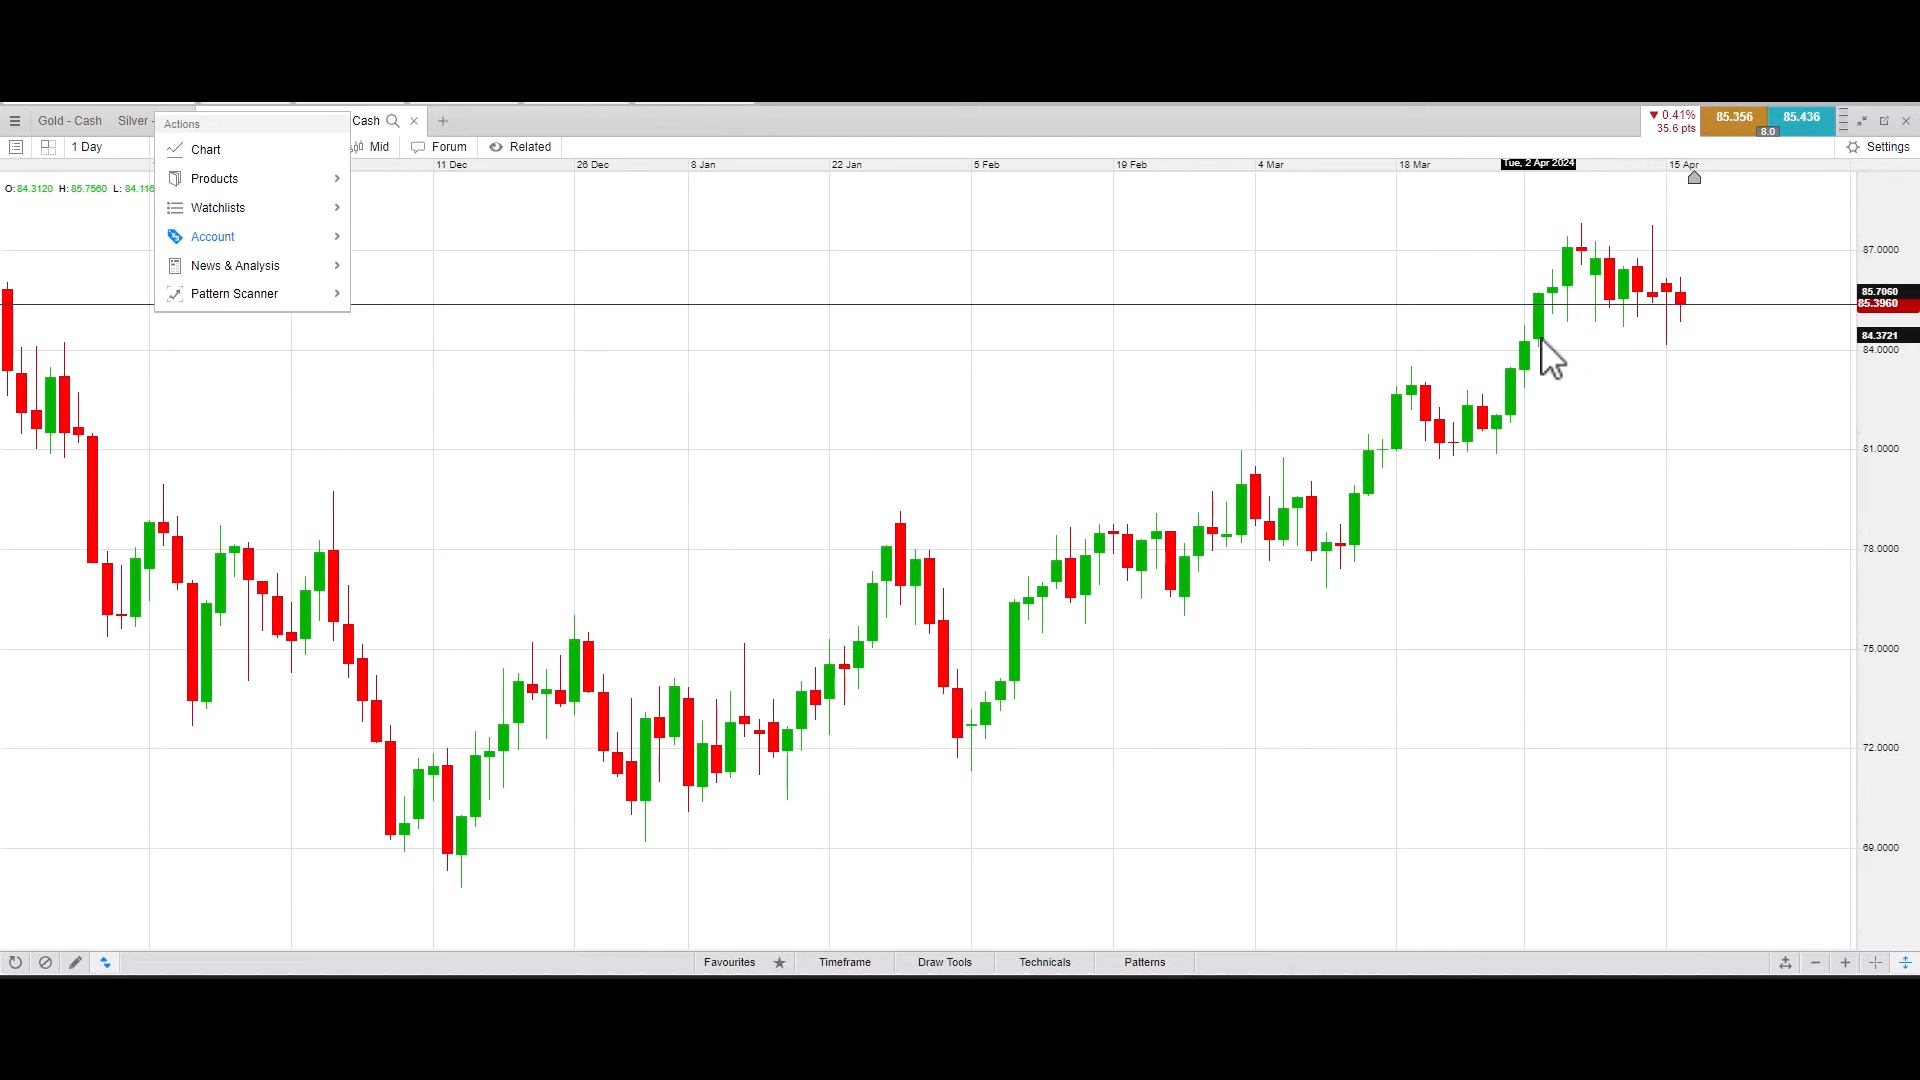 Gold - Cash Silver - Cash
Actions
Chart
Products
Watchlists
Account
News & Analysis
Pattern Scanner
▼ 0.41%
35.6 pts
85.356 85.436
8.0
1 Day Mid Forum Related Settings
11 Dec 26 Dec 8 Jan 22 Jan 5 Feb 19 Feb 4 Mar 18 Mar Tue, 2 Apr 2024 15 Apr
O:84.3120 H: 85.7560 L: 84.116
87.0000
85.7060
85.3960
84.3721
84.0000
81.0000
78.0000
75.0000
72.0000
69.0000
Favourites Timeframe Draw Tools Technicals Patterns